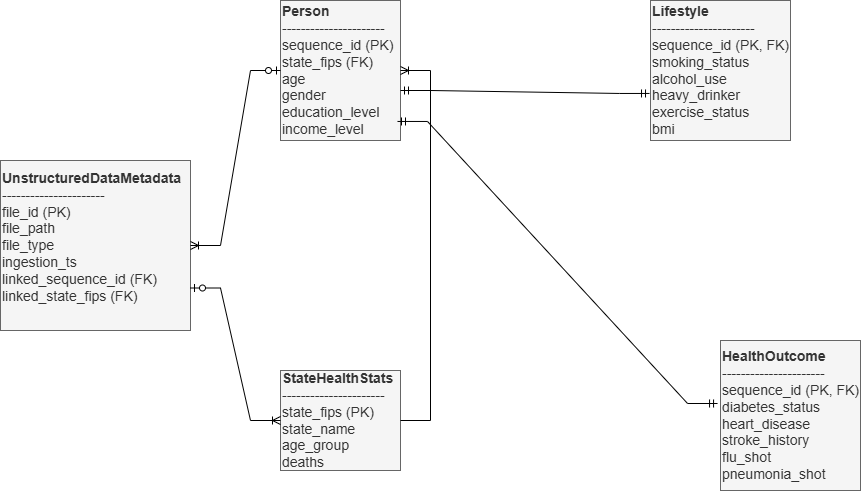 Person
----------------------
sequence_id (PK)
state_fips (FK)
age
gender
education_level
income_level
Lifestyle
----------------------
sequence_id (PK, FK)
smoking_status
alcohol_use
heavy_drinker
exercise_status
bmi
UnstructuredDataMetadata
----------------------
file_id (PK)
file_path
file_type
ingestion_ts
linked_sequence_id (FK)
linked_state_fips (FK)
StateHealthStats
----------------------
state_fips (PK)
state_name
age_group
deaths
HealthOutcome
----------------------
sequence_id (PK, FK)
diabetes_status
heart_disease
stroke_history
flu_shot
pneumonia_shot